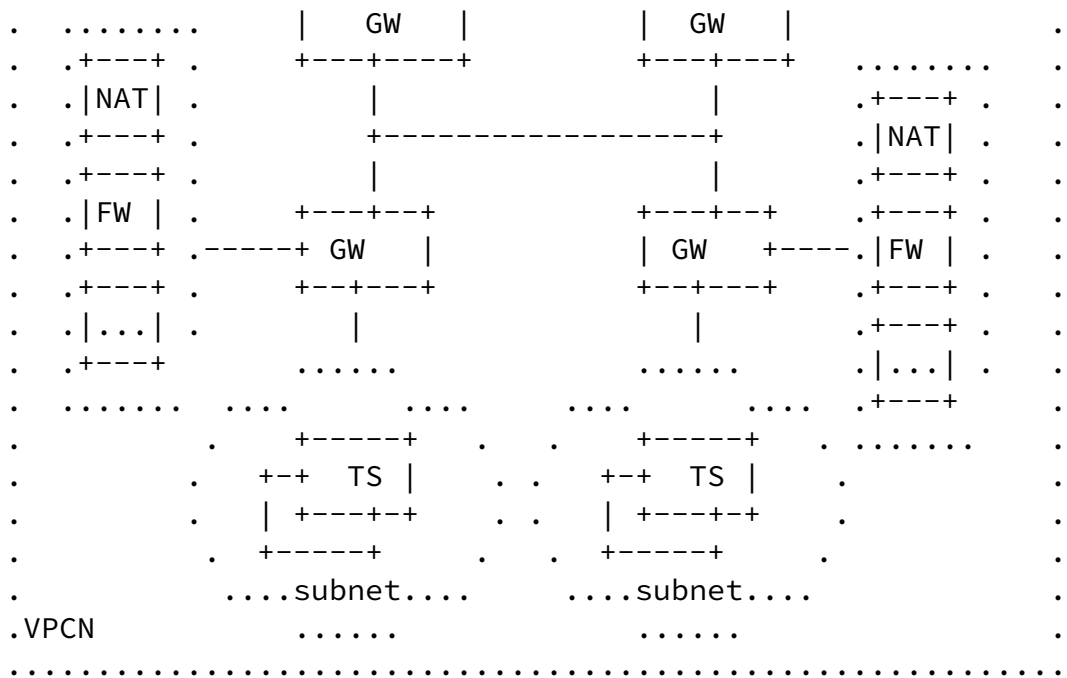 .  ........     |   GW   |         |  GW   |               .
.  .+---+ .     +---+----+         +---+---+   ........    .
.  .|NAT| .         |                  |       .+---+ .    .
.  .+---+ .         +------------------+       .|NAT| .    .
.  .+---+ .         |                  |       .+---+ .    .
.  .|FW | .     +---+--+           +---+--+    .+---+ .    .
.  .+---+ .-----+ GW   |           | GW   +----.|FW | .    .
.  .+---+ .     +--+---+           +--+---+    .+---+ .    .
.  .|...| .        |                  |        .+---+ .    .
.  .+---+       ......             ......      .|...| .    .
.  .......  ....      ....     ....      ....  .+---+      .
.          .    +-----+   .   .    +-----+   . .......     .
.         .   +-+  TS |    . .   +-+  TS |    .            .
.         .   | +---+-+    . .   | +---+-+    .            .
.          .  +-----+     .   .  +-----+     .             .
.           ....subnet....     ....subnet....              .
.VPCN           ......             ......                  .
............................................................